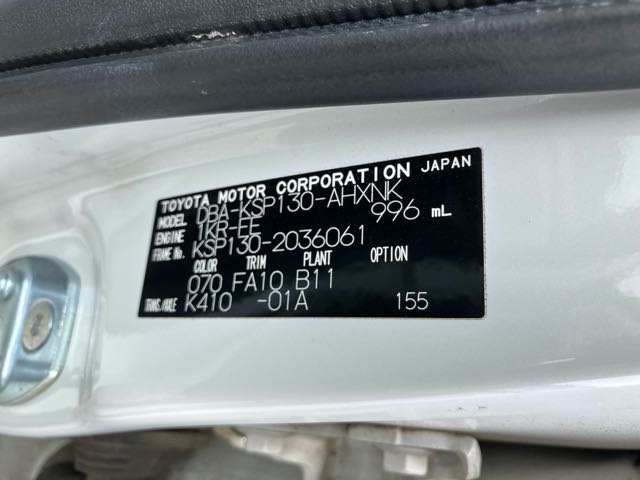 TOYOTA MOTOR CORPORATION JAPAN
MODEL DBA-KSP130-AHXNK
ENGINE 1KR-FE 996 mL
FRAME No. KSP130-2036061
COLOR TRIM PLANT OPTION
070 FA10 B11
TRANS./AXLE K410 -01A 155